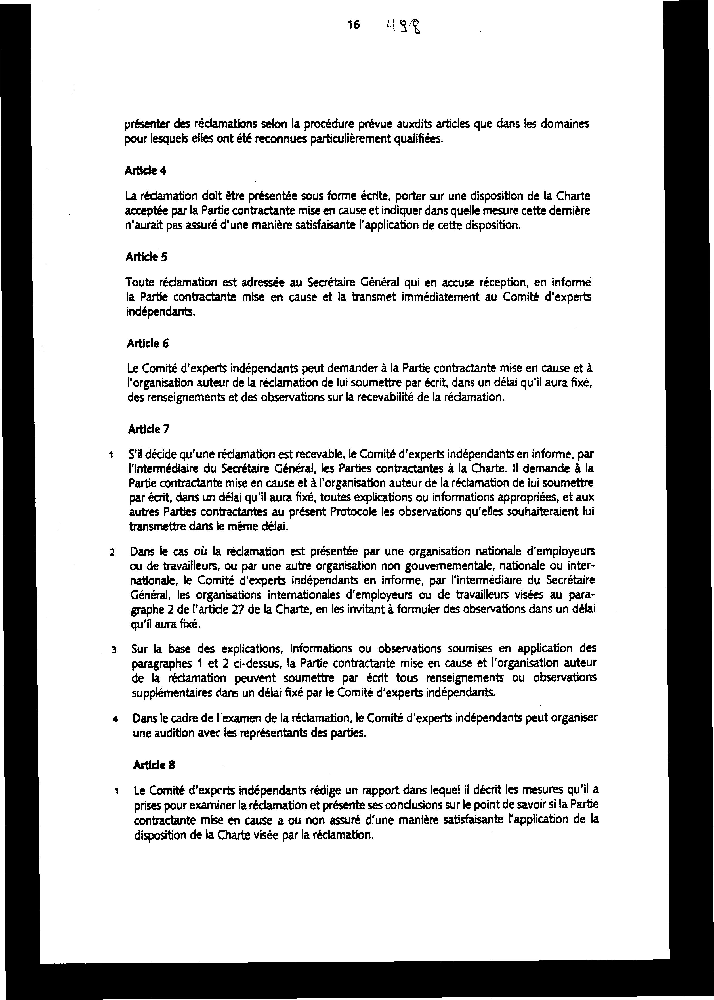 16 498
présenter des réclamations selon la procédure prévue auxdits articles que dans les domaines
pour lesquels elles ont été reconnues particulièrement qualifiées.
Article 4
La réclamation doit être présentée sous forme écrite, porter sur une disposition de la Charte
acceptée par la Partie contractante mise en cause et indiquer dans quelle mesure cette dernière
n'aurait pas assuré d'une manière satisfaisante l'application de cette disposition.
Article 5
Toute réclamation est adressée au Secrétaire Général qui en accuse réception, en informe
la Partie contractante mise en cause et la transmet immédiatement au Comité d'experts
indépendants.
Article 6
Le Comité d'experts indépendants peut demander à la Partie contractante mise en cause et à
l'organisation auteur de la réclamation de lui soumettre par écrit, dans un délai qu'il aura fixé,
des renseignements et des observations sur la recevabilité de la réclamation.
Article 7
1 S'il décide qu'une réclamation est recevable, le Comité d'experts indépendants en informe, par
l'intermédiaire du Secrétaire Général, les Parties contractantes à la Charte. Il demande à la
Partie contractante mise en cause et à l'organisation auteur de la réclamation de lui soumettre
par écrit, dans un délai qu'il aura fixé, toutes explications ou informations appropriées, et aux
autres Parties contractantes au présent Protocole les observations qu'elles souhaiteraient lui
transmettre dans le même délai.
2 Dans le cas où la réclamation est présentée par une organisation nationale d'employeurs
ou de travailleurs, ou par une autre organisation non gouvernementale, nationale ou inter-
nationale, le Comité d'experts indépendants en informe, par l'intermédiaire du Secrétaire
Général, les organisations internationales d'employeurs ou de travailleurs visées au para-
graphe 2 de l'article 27 de la Charte, en les invitant à formuler des observations dans un délai
qu'il aura fixé.
3 Sur la base des explications, informations ou observations soumises en application des
paragraphes 1 et 2 ci-dessus, la Partie contractante mise en cause et l'organisation auteur
de la réclamation peuvent soumettre par écrit tous renseignements ou observations
supplémentaires dans un délai fixé par le Comité d'experts indépendants.
4 Dans le cadre de l'examen de la réclamation, le Comité d'experts indépendants peut organiser
une audition avec les représentants des parties.
Article 8
1 Le Comité d'experts indépendants rédige un rapport dans lequel il décrit les mesures qu'il a
prises pour examiner la réclamation et présente ses conclusions sur le point de savoir si la Partie
contractante mise en cause a ou non assuré d'une manière satisfaisante l'application de la
disposition de la Charte visée par la réclamation.